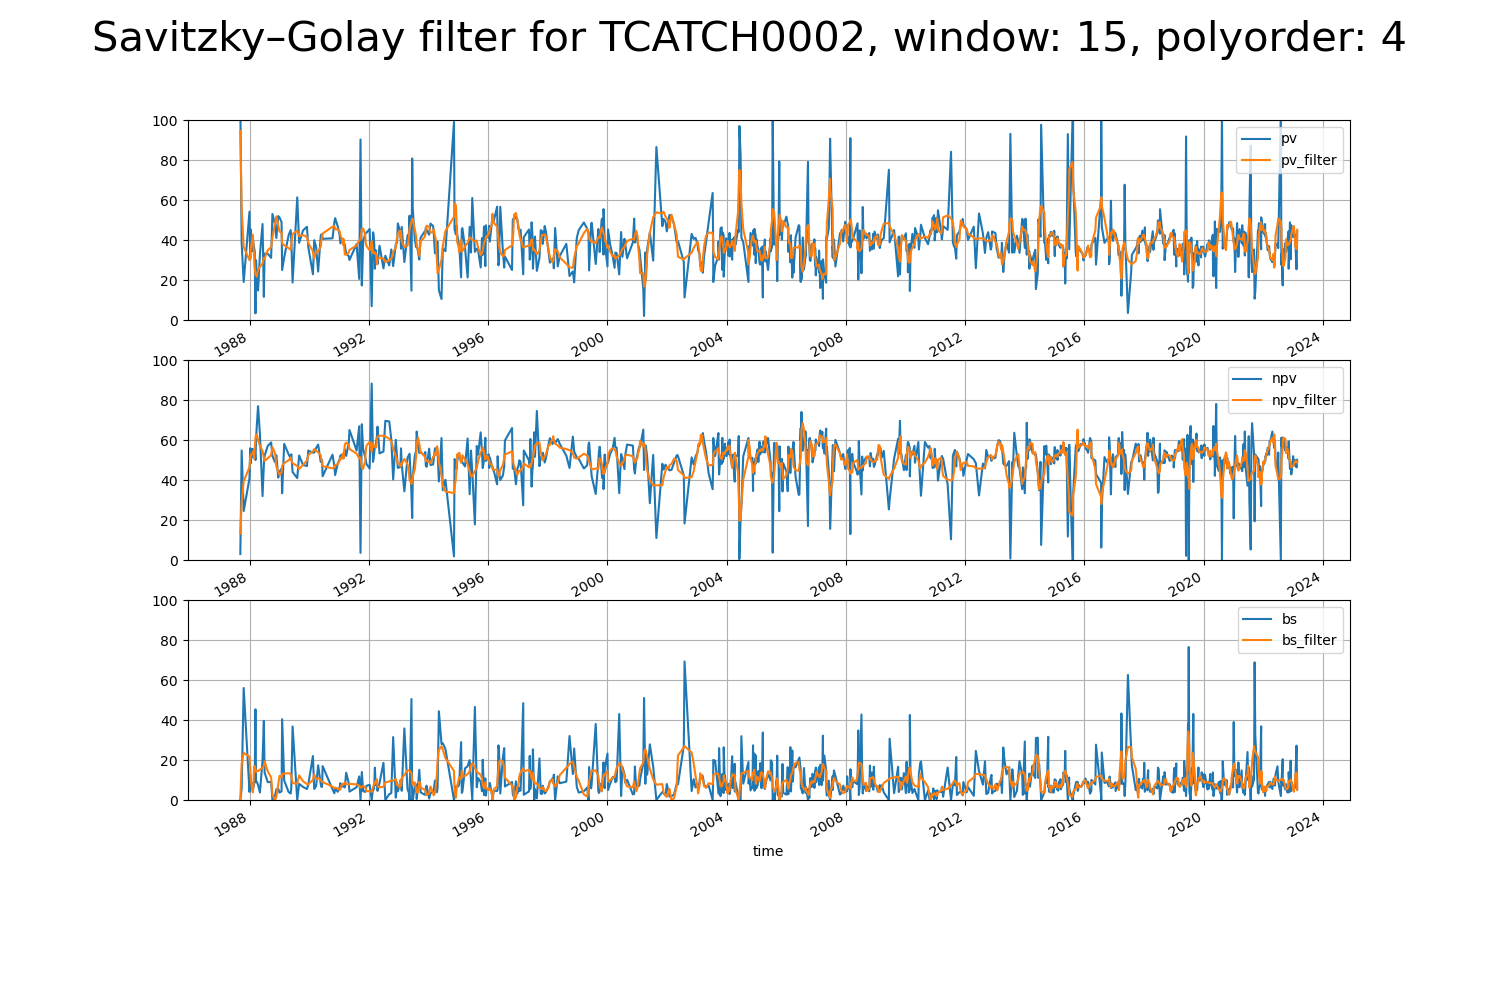 Savitzky–Golay filter for TCATCH0002, window: 15, polyorder: 4
100
80
60
40
20
0
pv
pv_filter
1988 1992 1996 2000 2004 2008 2012 2016 2020 2024
100
80
60
40
20
0
npv
npv_filter
1988 1992 1996 2000 2004 2008 2012 2016 2020 2024
100
80
60
40
20
0
bs
bs_filter
1988 1992 1996 2000 2004 2008 2012 2016 2020 2024
time